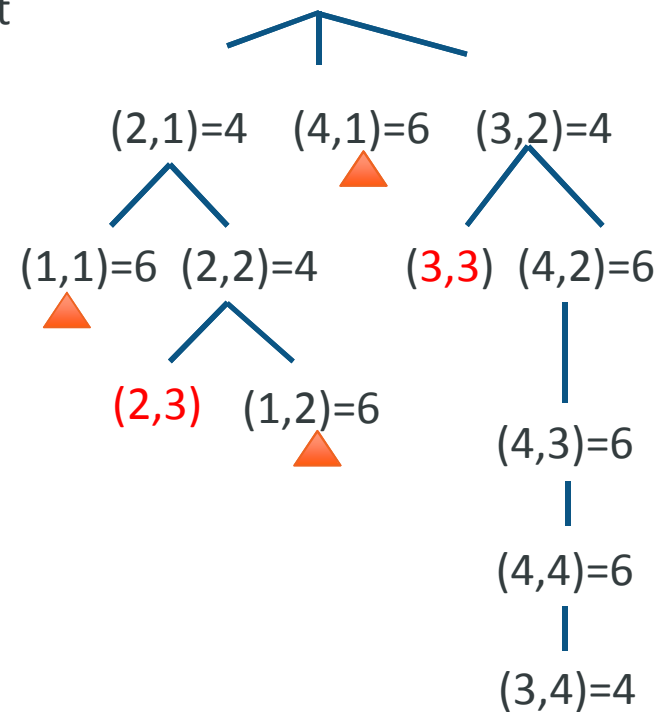 t
(2,1)=4 (4,1)=6 (3,2)=4
(1,1)=6 (2,2)=4 (3,3) (4,2)=6
(2,3) (1,2)=6
(4,3)=6
(4,4)=6
(3,4)=4